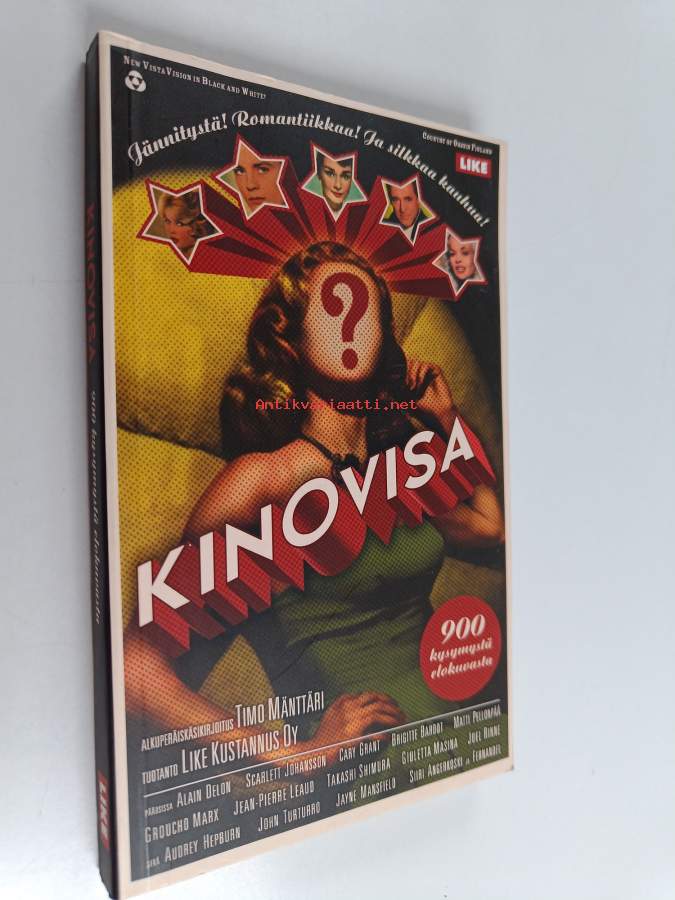 NEW VISTAVISION IN BLACK AND WHITE!
COUNTRY OF ORIGIN FINLAND
LIKE
Jännitystä! Romantiikkaa! Ja silkkaa kauhua!
?
Antikvariaatti.net
KINOVISA
900
kysymystä
elokuvasta
ALKUPERÄISKÄSIKIRJOITUS TIMO MÄNTTÄRI
TUOTANTO LIKE KUSTANNUS OY
PÄÄOSISSA ALAIN DELON SCARLETT JOHANSSON CARY GRANT BRIGITTE BARDOT MATTI PELLONPÄÄ
GROUCHO MARX JEAN-PIERRE LEAUD TAKASHI SHIMURA GIULETTA MASINA JOEL RINNE
SEKÄ AUDREY HEPBURN JOHN TURTURRO JAYNE MANSFIELD SIIRI ANGERKOSKI JA FERNANDEL
KINOVISA 900 kysymystä elokuvasta
LIKE